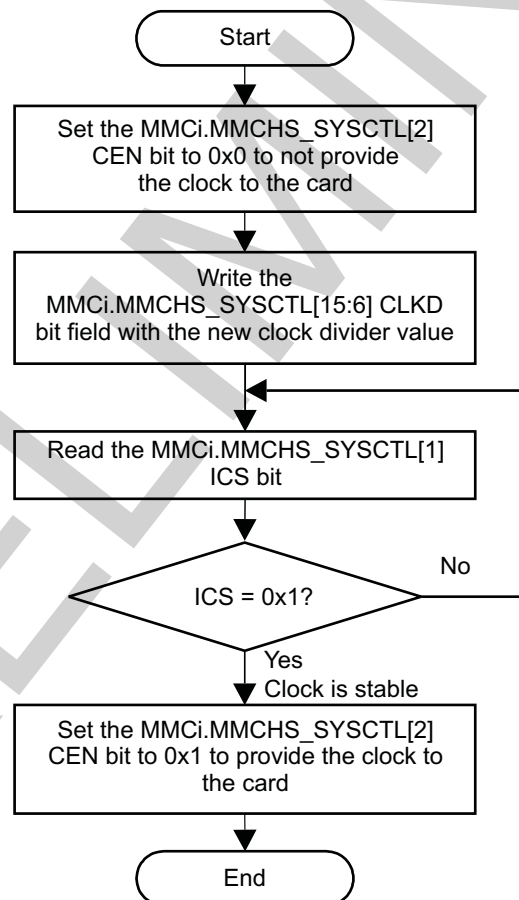 Start
Set the MMCi.MMCHS_SYSCTL[2]
CEN bit to 0x0 to not provide
the clock to the card
Write the
MMCi.MMCHS_SYSCTL[15:6] CLKD
bit field with the new clock divider value
Read the MMCi.MMCHS_SYSCTL[1]
ICS bit
ICS = 0x1?
No
Yes
Clock is stable
Set the MMCi.MMCHS_SYSCTL[2]
CEN bit to 0x1 to provide the clock to
the card
End